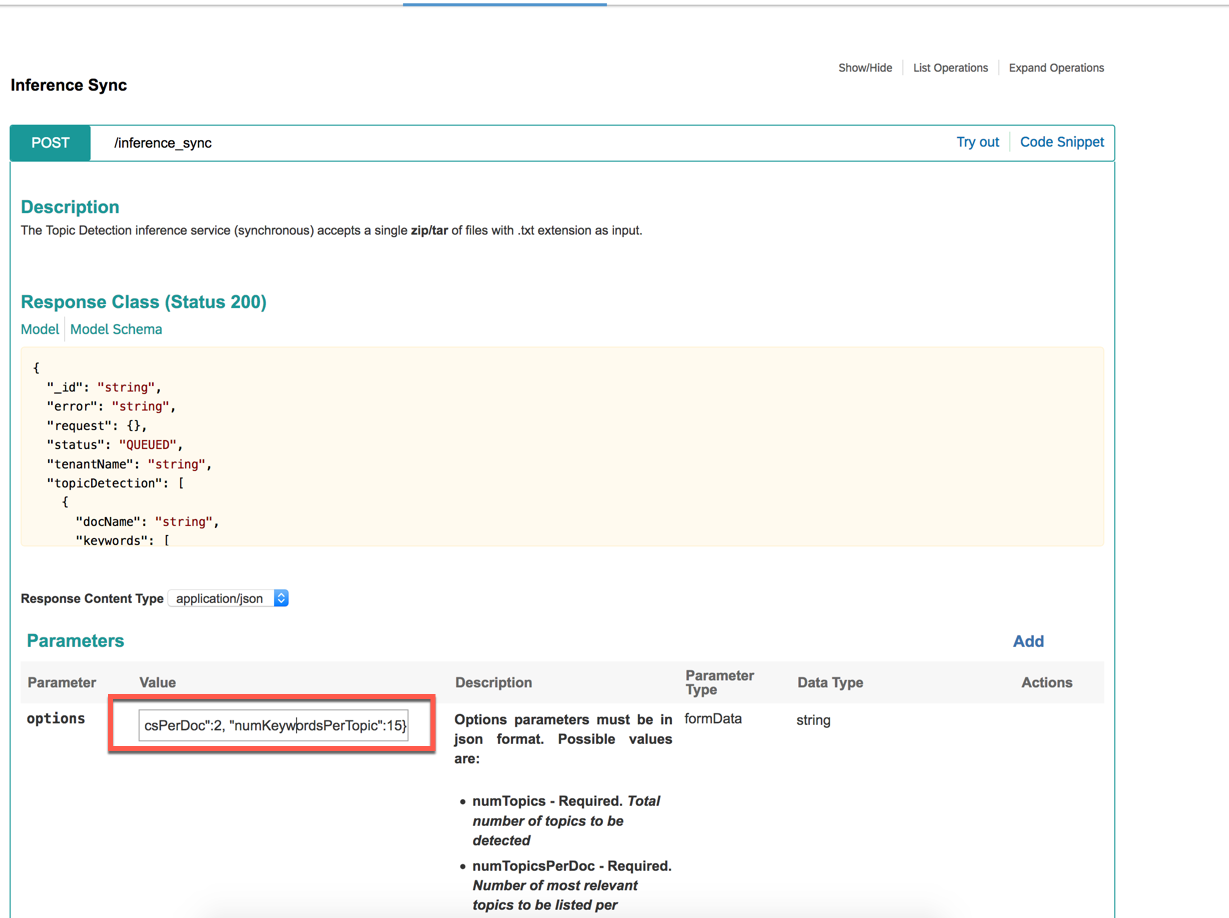 Show/Hide List Operations Expand Operations
Inference Sync
POST /inference_sync Try out Code Snippet
Description
The Topic Detection inference service (synchronous) accepts a single zip/tar of files with .txt extension as input.
Response Class (Status 200)
Model Model Schema
{
"_id": "string",
"error": "string",
"request": {},
"status": "QUEUED",
"tenantName": "string",
"topicDetection": [
{
"docName": "string",
"keywords": [
Response Content Type application/json
Parameters Add
Parameter Value Description Parameter Type Data Type Actions
options csPerDoc":2, "numKeywordsPerTopic":15} Options parameters must be in formData string
json format. Possible values
are:
• numTopics - Required. Total
number of topics to be
detected
• numTopicsPerDoc - Required.
Number of most relevant
topics to be listed per